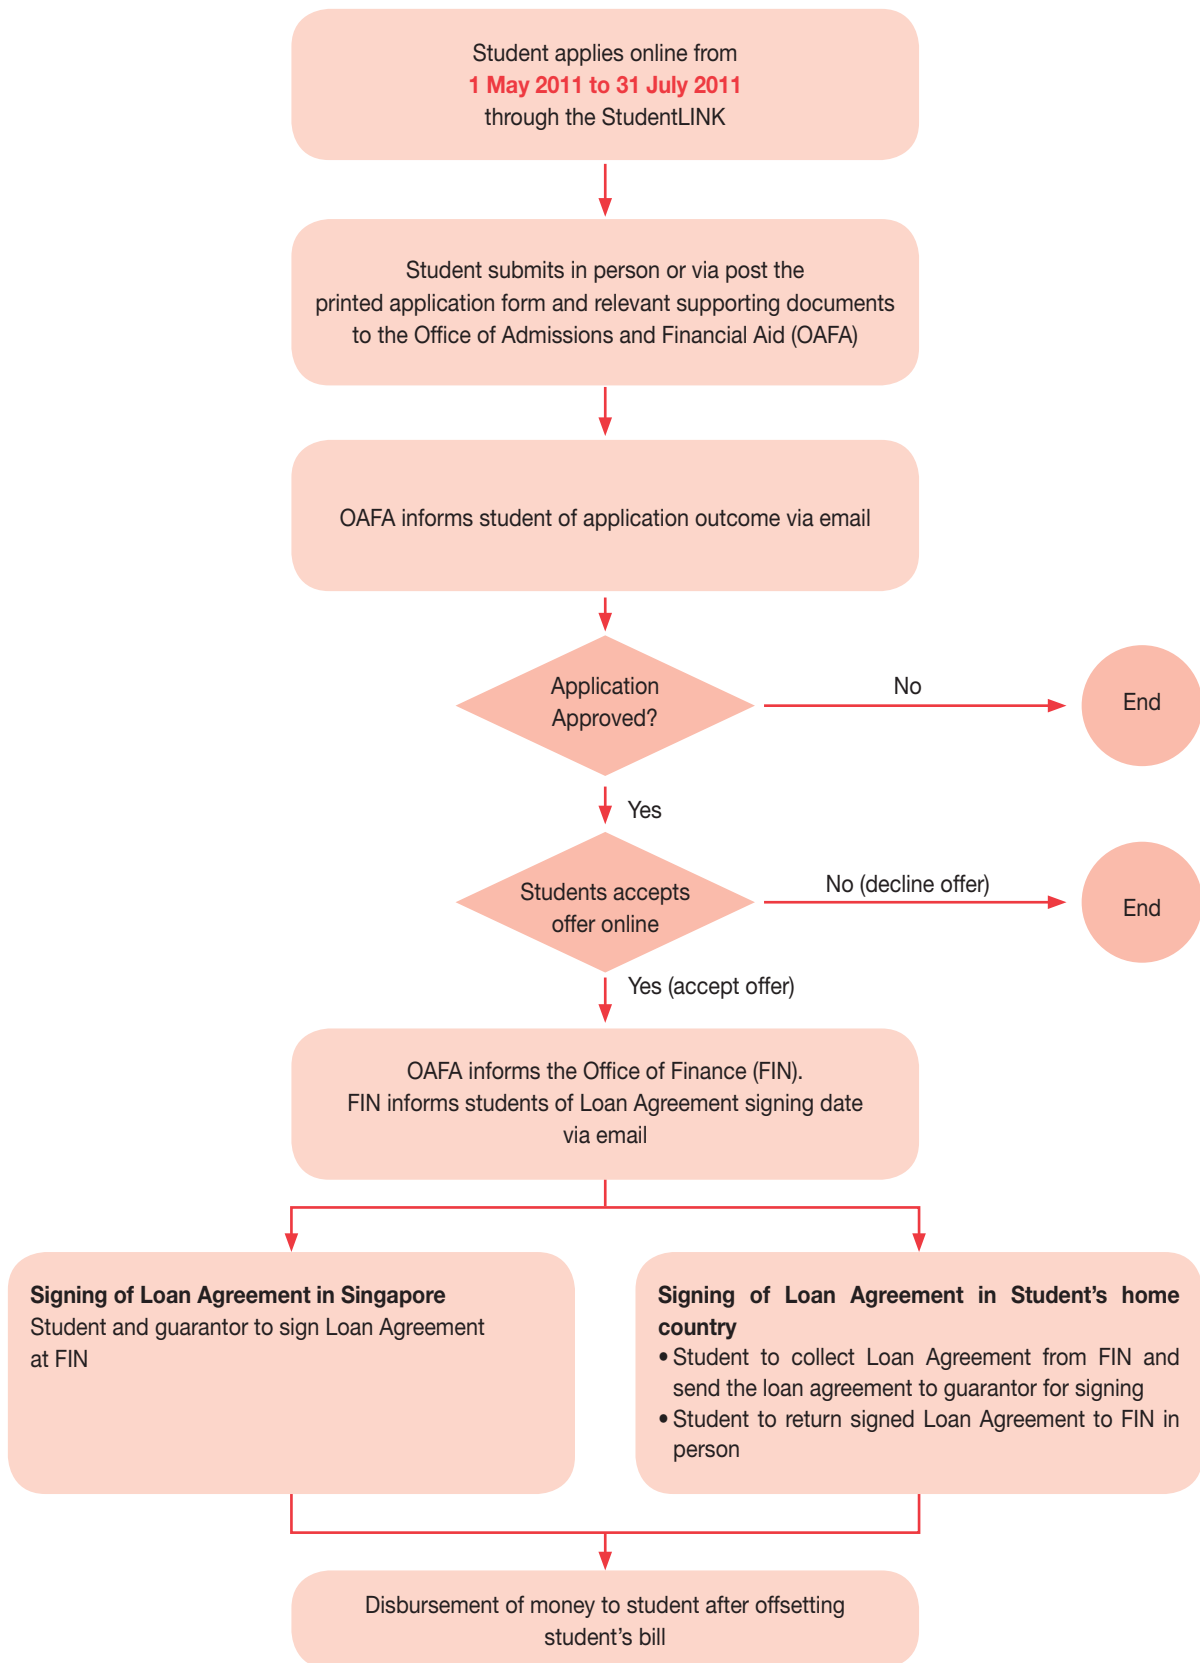 Student applies online from
1 May 2011 to 31 July 2011
through the StudentLINK
Student submits in person or via post the
printed application form and relevant supporting documents
to the Office of Admissions and Financial Aid (OAFA)
OAFA informs student of application outcome via email
Application
Approved?
No
End
Yes
Students accepts
offer online
No (decline offer)
End
Yes (accept offer)
OAFA informs the Office of Finance (FIN).
FIN informs students of Loan Agreement signing date
via email
Signing of Loan Agreement in Singapore
Student and guarantor to sign Loan Agreement
at FIN
Signing of Loan Agreement in Student’s home
country
• Student to collect Loan Agreement from FIN and
send the loan agreement to guarantor for signing
• Student to return signed Loan Agreement to FIN in
person
Disbursement of money to student after offsetting
student’s bill